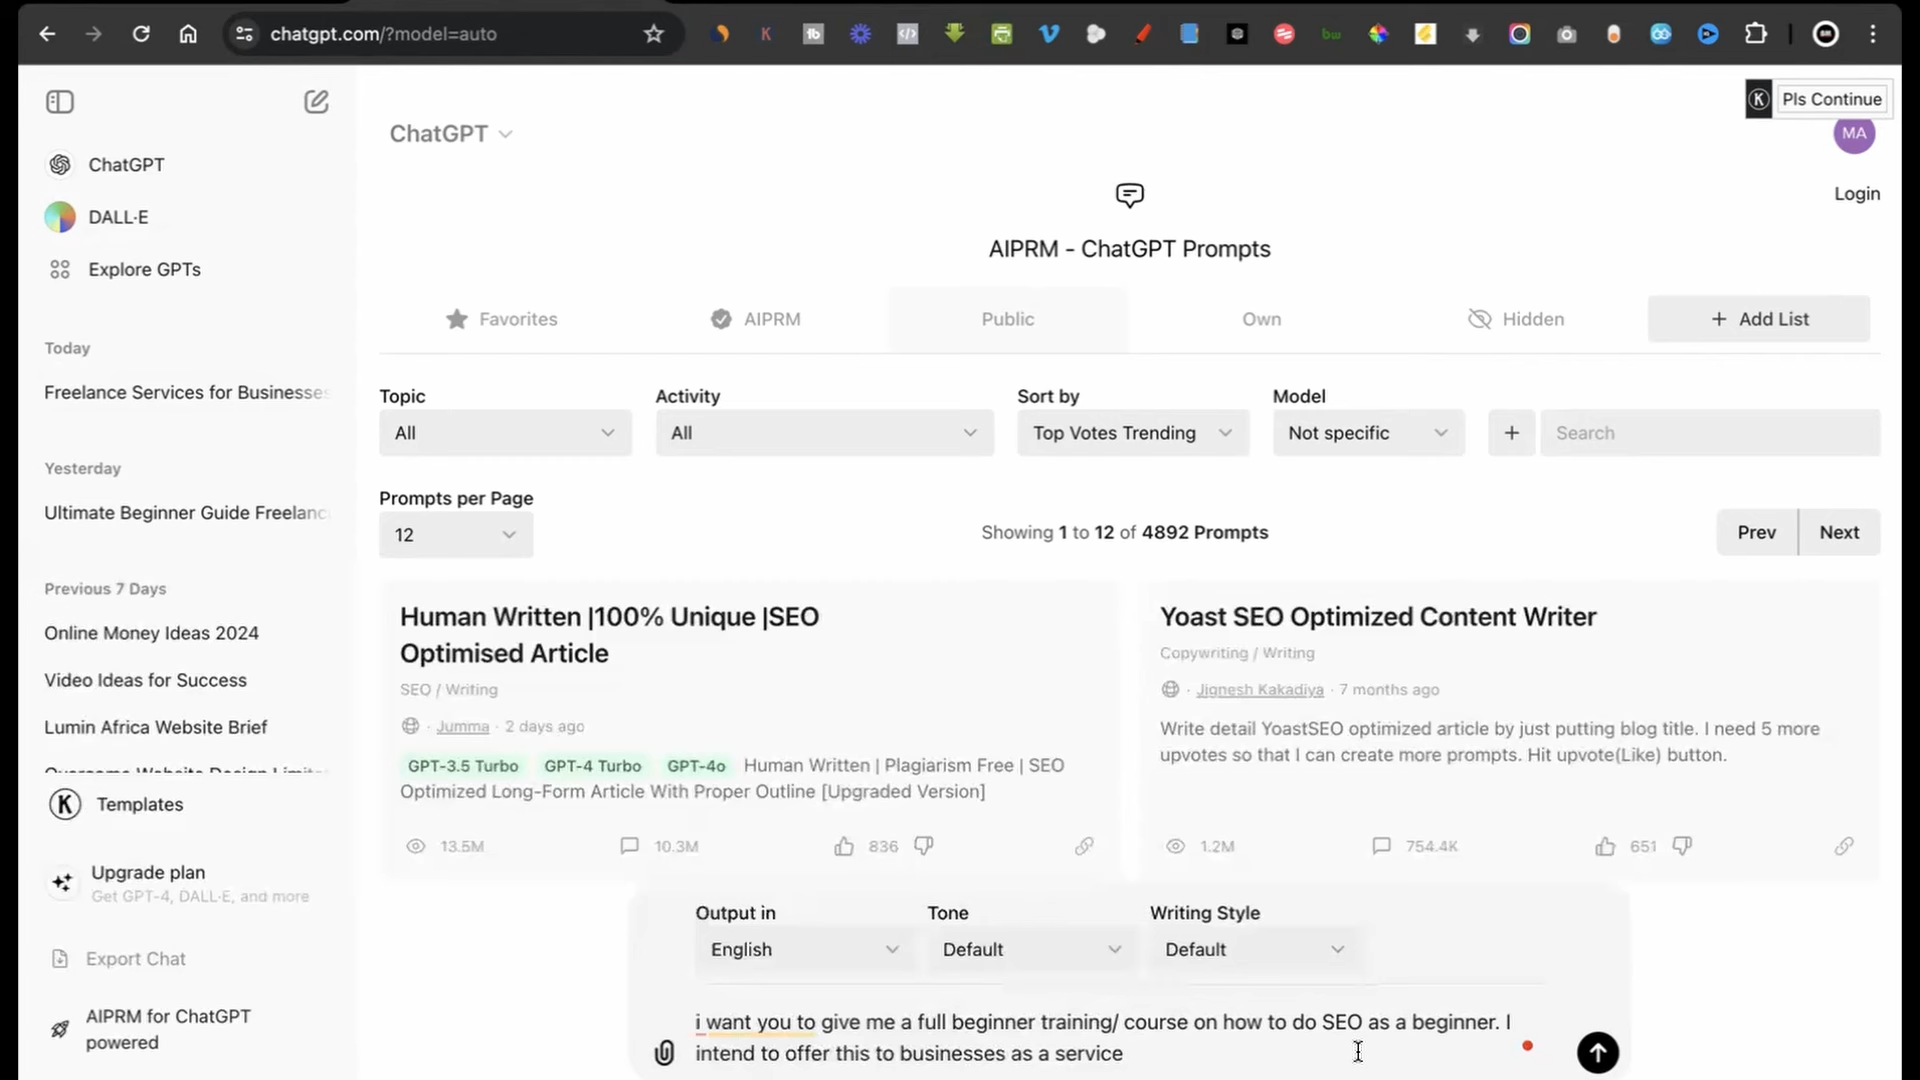 chatgpt.com/?model=auto
Pls Continue
ChatGPT
MA
ChatGPT
Login
DALL·E
AIPRM - ChatGPT Prompts
Explore GPTs
Favorites
AIPRM
Public
Own
Hidden
+ Add List
Today
Freelance Services for Businesses
Topic
Activity
Sort by
Model
All
All
Top Votes Trending
Not specific
+
Search
Yesterday
Ultimate Beginner Guide Freelanc
Prompts per Page
12
Showing 1 to 12 of 4892 Prompts
Prev
Next
Previous 7 Days
Online Money Ideas 2024
Video Ideas for Success
Lumin Africa Website Brief
Human Written |100% Unique |SEO
Optimised Article
SEO / Writing
· Jumma · 2 days ago
GPT-3.5 Turbo GPT-4 Turbo GPT-4o Human Written | Plagiarism Free | SEO
Optimized Long-Form Article With Proper Outline [Upgraded Version]
13.5M
10.3M
836
Yoast SEO Optimized Content Writer
Copywriting / Writing
· Jignesh Kakadiya · 7 months ago
Write detail YoastSEO optimized article by just putting blog title. I need 5 more
upvotes so that I can create more prompts. Hit upvote(Like) button.
1.2M
754.4K
651
K
Templates
Upgrade plan
Get GPT-4, DALL·E, and more
Export Chat
AIPRM for ChatGPT
powered
Output in
Tone
Writing Style
English
Default
Default
i want you to give me a full beginner training/ course on how to do SEO as a beginner. I
intend to offer this to businesses as a service